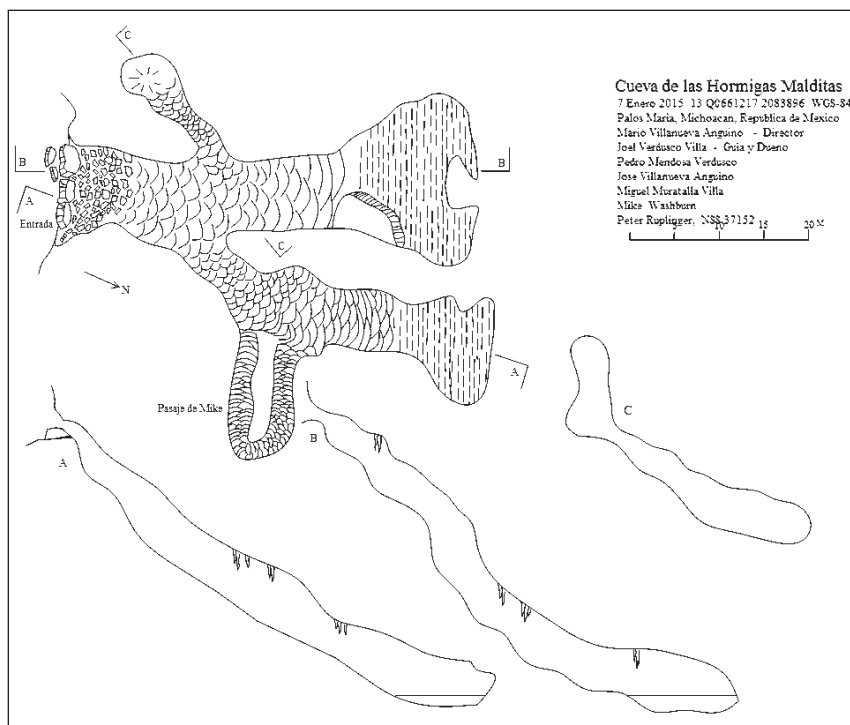 Cueva de las Hormigas Malditas
7 Enero 2015 13 Q0661217 2083896 WGS-84
Palos Maria, Michoacan, Republica de Mexico
Mario Villanueva Anguino - Director
Joel Verdusco Villa - Guia y Dueno
Pedro Mendosa Verdusco
Jose Villanueva Anguino
Miguel Muratalla Villa
Mike Washburn
Peter Ruplinger, NSS-37152
5 10 15 20 M
C
B
B
A
Entrada
C
N
A
Pasaje de Mike
A
B
C